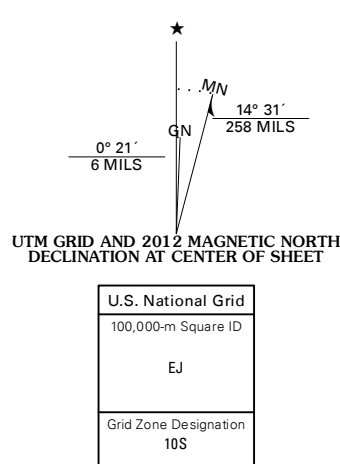 MN
GN
14° 31´
258 MILS
0° 21´
6 MILS
UTM GRID AND 2012 MAGNETIC NORTH
DECLINATION AT CENTER OF SHEET
U.S. National Grid
100,000-m Square ID
EJ
Grid Zone Designation
10S